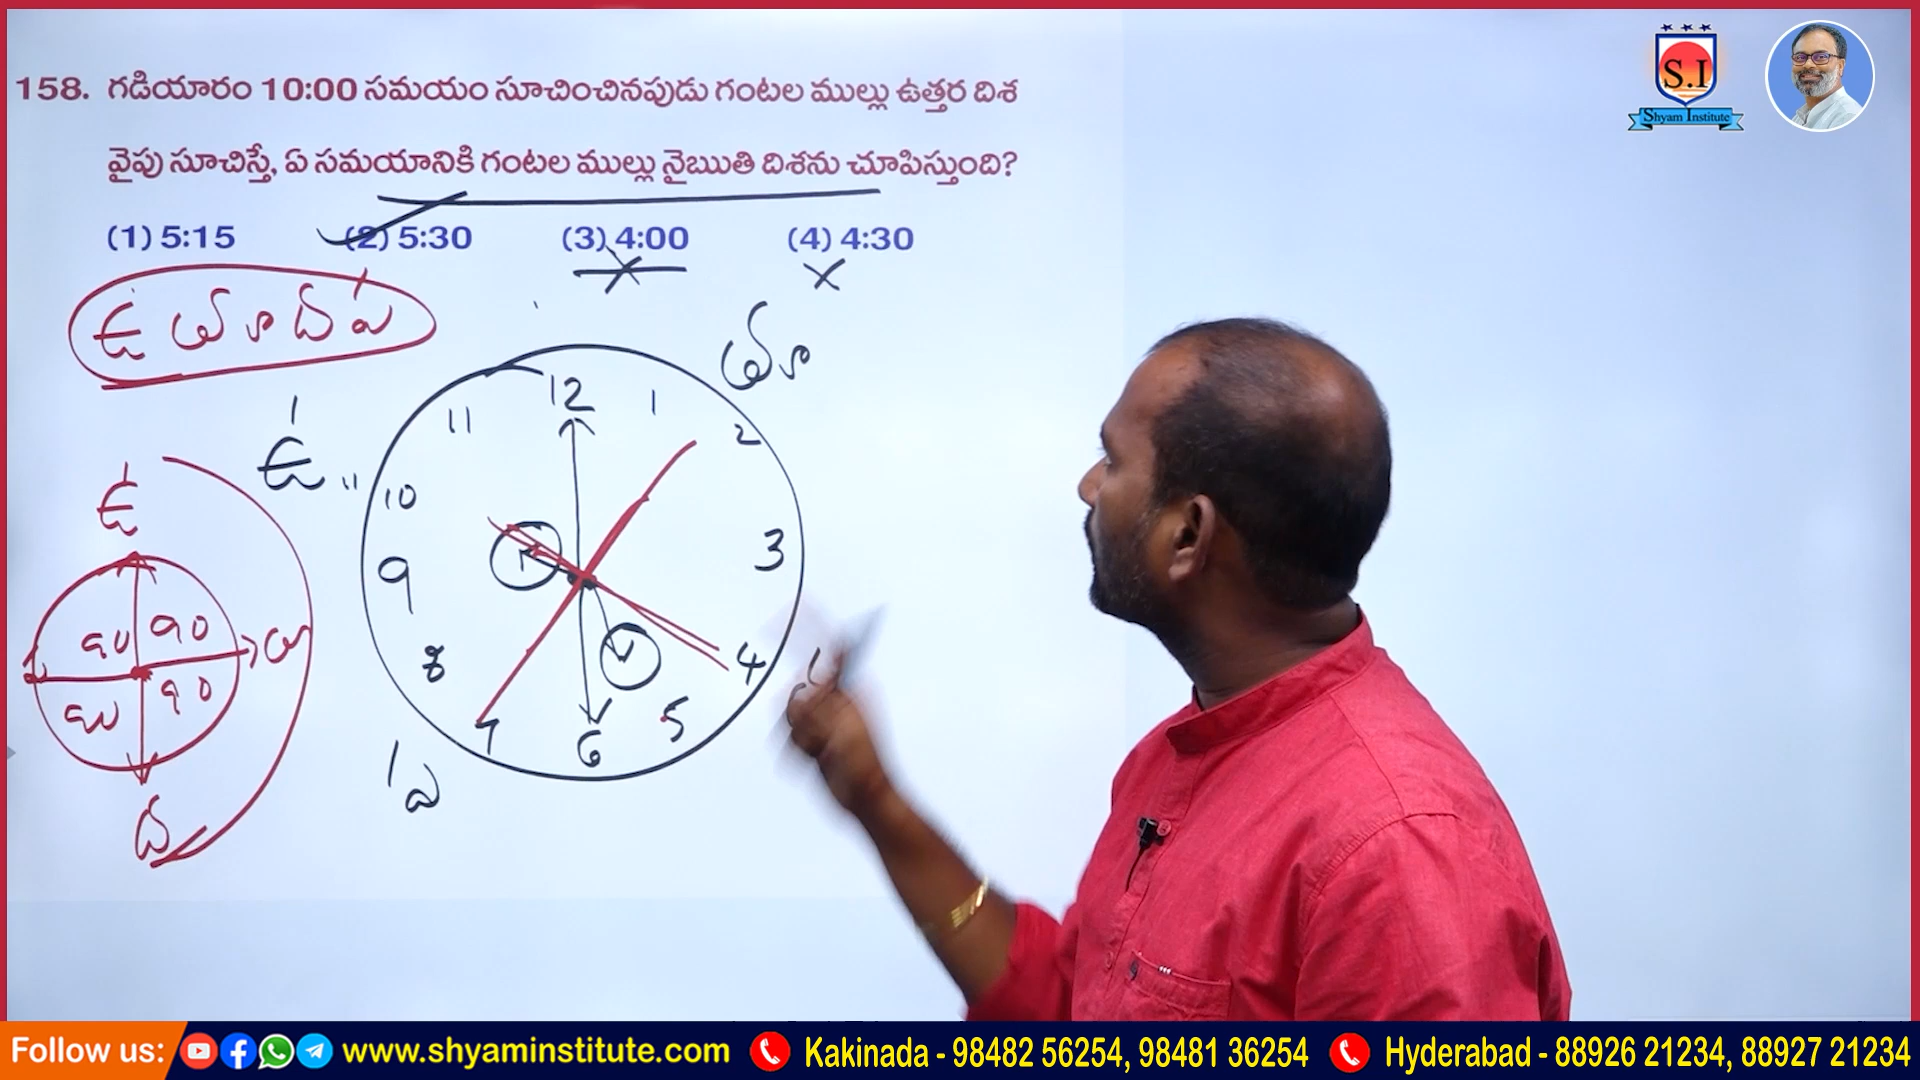 S.I
Shyam Institute
158. గడియారం 10:00 సమయం సూచించినపుడు గంటల ముల్లు ఉత్తర దిశ
వైపు సూచిస్తే, ఏ సమయానికి గంటల ముల్లు నైఋతి దిశను చూపిస్తుంది?
(1) 5:15 (2) 5:30 (3) 4:00 (4) 4:30
ఉ తూ ద ప
తూ
12
11 1
2
ఉ
10
ఉ
9 3
90 90
తూ
8 4
90 90
7 6 5
ప
ద
Follow us: www.shyaminstitute.com Kakinada - 98482 56254, 98481 36254 Hyderabad - 88926 21234, 88927 21234